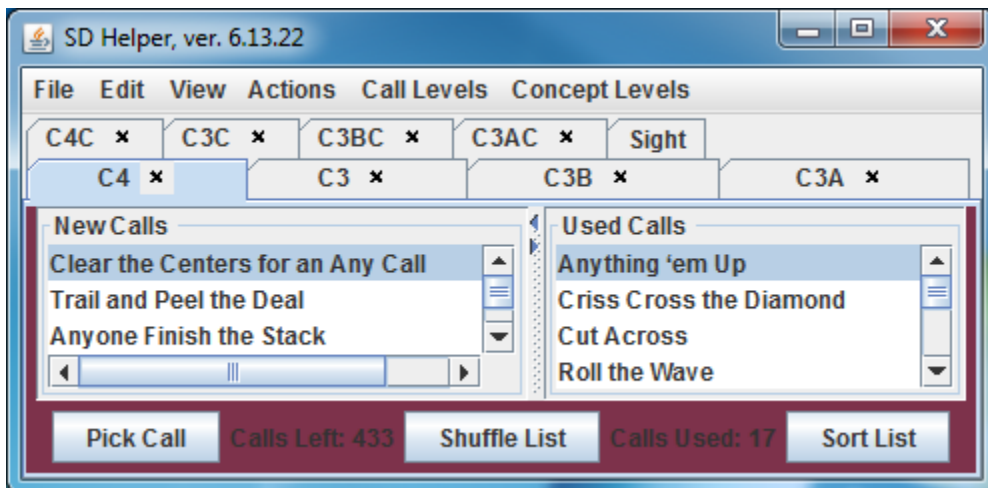 SD Helper, ver. 6.13.22
File Edit View Actions Call Levels Concept Levels
C4C C3C C3BC C3AC Sight
C4 C3 C3B C3A
New Calls
Clear the Centers for an Any Call
Trail and Peel the Deal
Anyone Finish the Stack
Used Calls
Anything ‘em Up
Criss Cross the Diamond
Cut Across
Roll the Wave
Pick Call Calls Left: 433 Shuffle List Calls Used: 17 Sort List